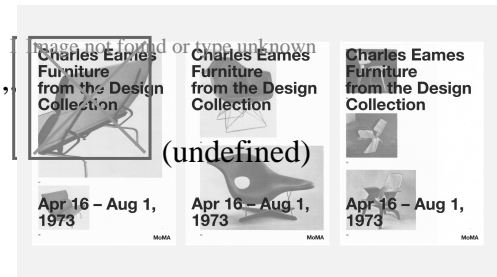 1 Image not found or type unknown
Charles Eames
Furniture
from the Design
Collection
Apr 16 – Aug 1,
1973
MoMA
Charles Eames
Furniture
from the Design
Collection
Apr 16 – Aug 1,
1973
MoMA
Charles Eames
Furniture
from the Design
Collection
Apr 16 – Aug 1,
1973
MoMA
(undefined)